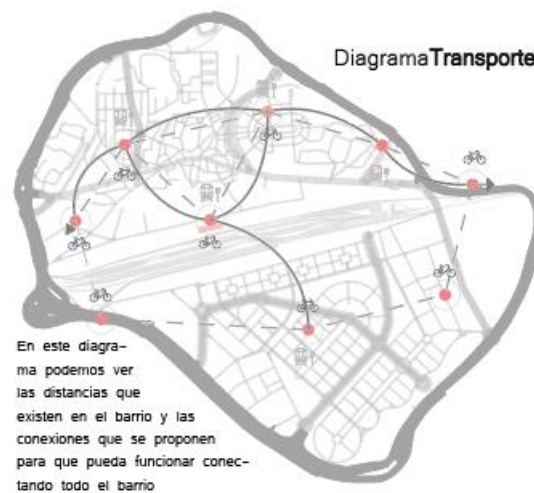 DiagramaTransporte
En este diagra-
ma podemos ver
las distancias que
existen en el barrio y las
conexiones que se proponen
para que pueda funcionar conec-
tando todo el barrio